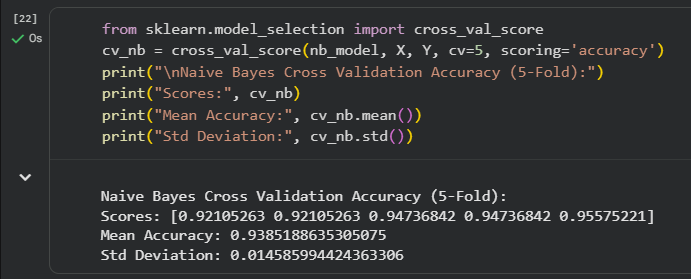 [22]
0s
from sklearn.model_selection import cross_val_score
cv_nb = cross_val_score(nb_model, X, Y, cv=5, scoring='accuracy')
print("\nNaive Bayes Cross Validation Accuracy (5-Fold):")
print("Scores:", cv_nb)
print("Mean Accuracy:", cv_nb.mean())
print("Std Deviation:", cv_nb.std())
Naive Bayes Cross Validation Accuracy (5-Fold):
Scores: [0.92105263 0.92105263 0.94736842 0.94736842 0.95575221]
Mean Accuracy: 0.9385188635305075
Std Deviation: 0.014585994424363306